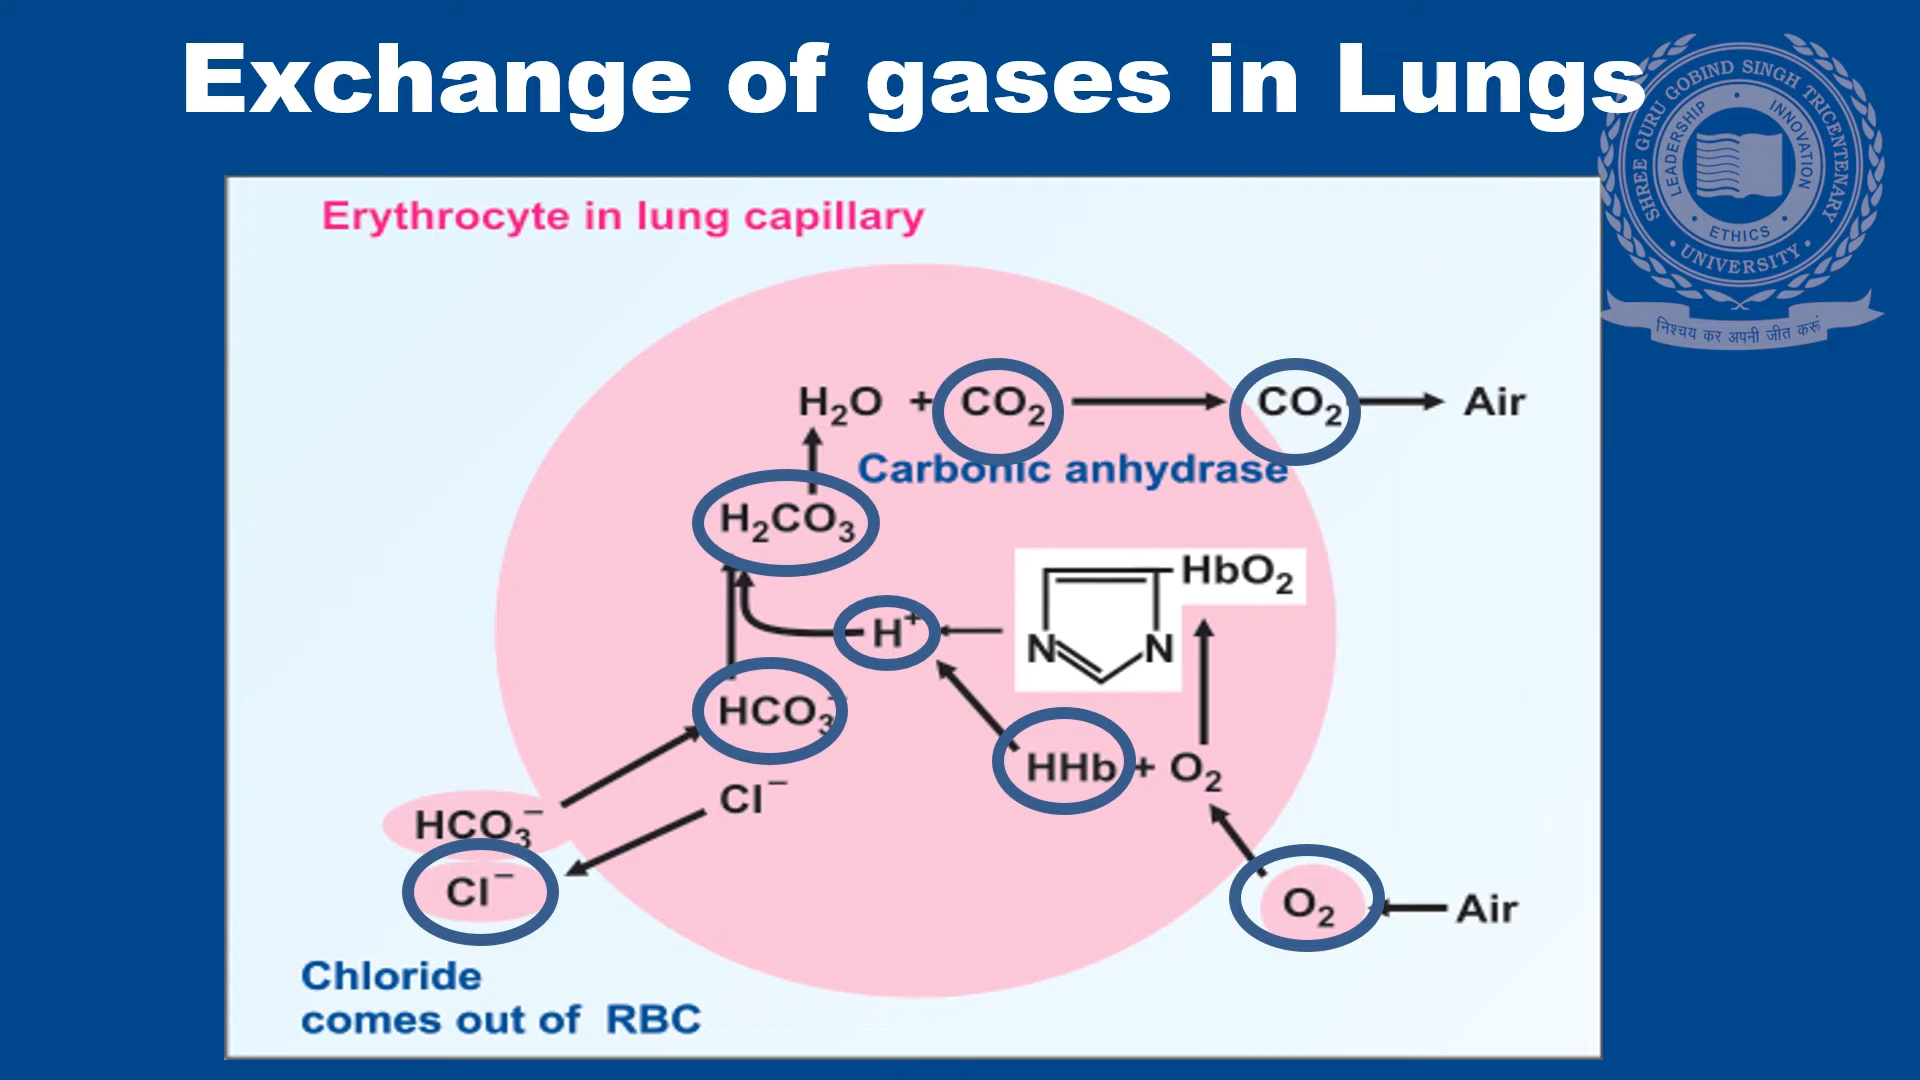 Exchange of gases in Lungs
SHREE GURU GOBIND SINGH TRICENTENARY
UNIVERSITY
LEADERSHIP
INNOVATION
ETHICS
निश्चय कर अपनी जीत करूं
Erythrocyte in lung capillary
H₂O + CO₂ → CO₂ → Air
Carbonic anhydrase
H₂CO₃
HbO₂
H⁺
N N
HCO₃⁻
HHb + O₂
Cl⁻
HCO₃⁻
Cl⁻
O₂ ← Air
Chloride
comes out of RBC